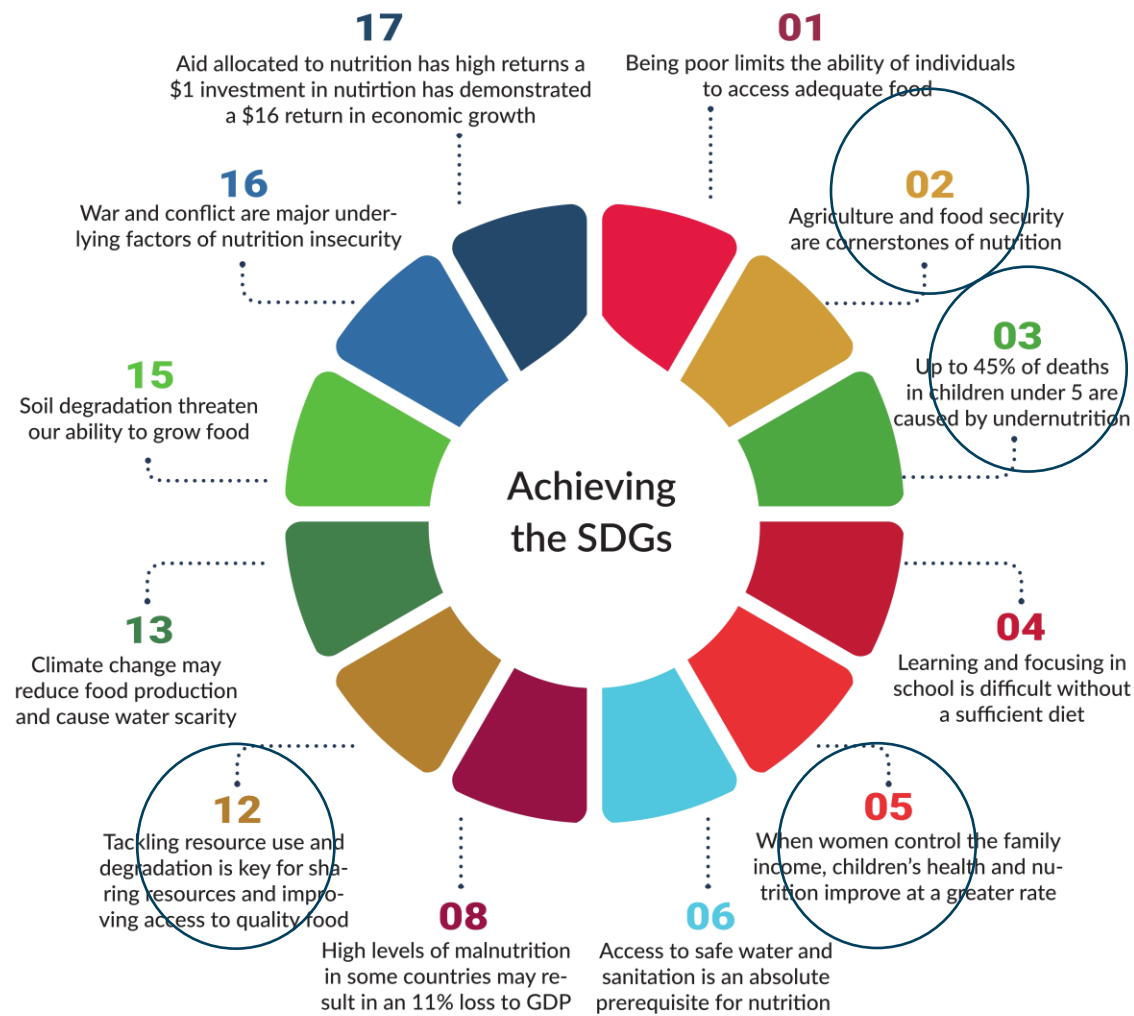 17
Aid allocated to nutrition has high returns a
$1 investment in nutirtion has demonstrated
a $16 return in economic growth
01
Being poor limits the ability of individuals
to access adequate food
16
War and conflict are major under-
lying factors of nutrition insecurity
02
Agriculture and food security
are cornerstones of nutrition
15
Soil degradation threaten
our ability to grow food
03
Up to 45% of deaths
in children under 5 are
caused by undernutrition
Achieving
the SDGs
13
Climate change may
reduce food production
and cause water scarity
04
Learning and focusing in
school is difficult without
a sufficient diet
12
Tackling resource use and
degradation is key for sha-
ring resources and impro-
ving access to quality food
05
When women control the family
income, children's health and nu-
trition improve at a greater rate
08
High levels of malnutrition
in some countries may re-
sult in an 11% loss to GDP
06
Access to safe water and
sanitation is an absolute
prerequisite for nutrition